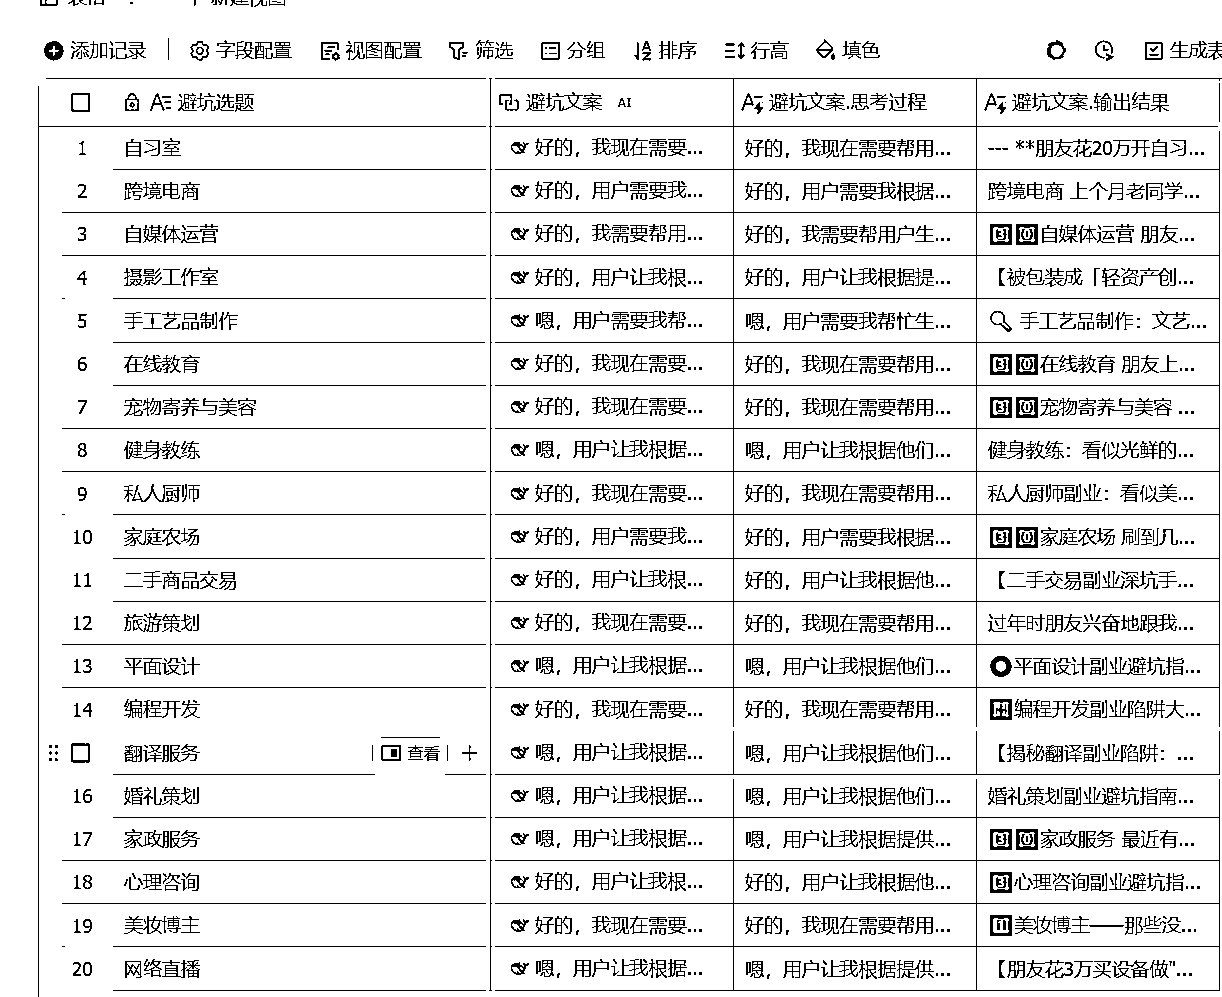 添加记录 字段配置 视图配置 筛选 分组 排序 行高 填色 生成表
避坑选题 避坑文案 AI 避坑文案.思考过程 避坑文案.输出结果
1 自习室 好的，我现在需要... 好的，我现在需要帮用... --- **朋友花20万开自习...
2 跨境电商 好的，用户需要我... 好的，用户需要我根据... 跨境电商 上个月老同学...
3 自媒体运营 好的，我需要帮用... 好的，我需要帮用户生... 自媒体运营 朋友...
4 摄影工作室 好的，用户让我根... 好的，用户让我根据提... 【被包装成「轻资产创...
5 手工艺品制作 嗯，用户需要我帮... 嗯，用户需要我帮忙生... 手工艺品制作：文艺...
6 在线教育 好的，我现在需要... 好的，我现在需要帮用... 在线教育 朋友上...
7 宠物寄养与美容 好的，我现在需要... 好的，我现在需要帮用... 宠物寄养与美容 ...
8 健身教练 嗯，用户让我根据... 嗯，用户让我根据他们... 健身教练：看似光鲜的...
9 私人厨师 好的，我现在需要... 好的，我现在需要帮用... 私人厨师副业：看似美...
10 家庭农场 好的，用户需要我... 好的，用户需要我根据... 家庭农场 刷到几...
11 二手商品交易 好的，用户让我根... 好的，用户让我根据他... 【二手交易副业深坑手...
12 旅游策划 好的，我现在需要... 好的，我现在需要帮用... 过年时朋友兴奋地跟我...
13 平面设计 嗯，用户让我根据... 嗯，用户让我根据他们... 平面设计副业避坑指...
14 编程开发 好的，我现在需要... 好的，我现在需要帮用... 编程开发副业陷阱大...
翻译服务 查看 嗯，用户让我根据... 嗯，用户让我根据他们... 【揭秘翻译副业陷阱：...
16 婚礼策划 嗯，用户让我根据... 嗯，用户让我根据他们... 婚礼策划副业避坑指南...
17 家政服务 嗯，用户让我根据... 嗯，用户让我根据提供... 家政服务 最近有...
18 心理咨询 好的，用户让我根... 好的，用户让我根据他... 心理咨询副业避坑指...
19 美妆博主 好的，我现在需要... 好的，我现在需要帮用... 美妆博主——那些没...
20 网络直播 嗯，用户让我根据... 嗯，用户让我根据提供... 【朋友花3万买设备做"...